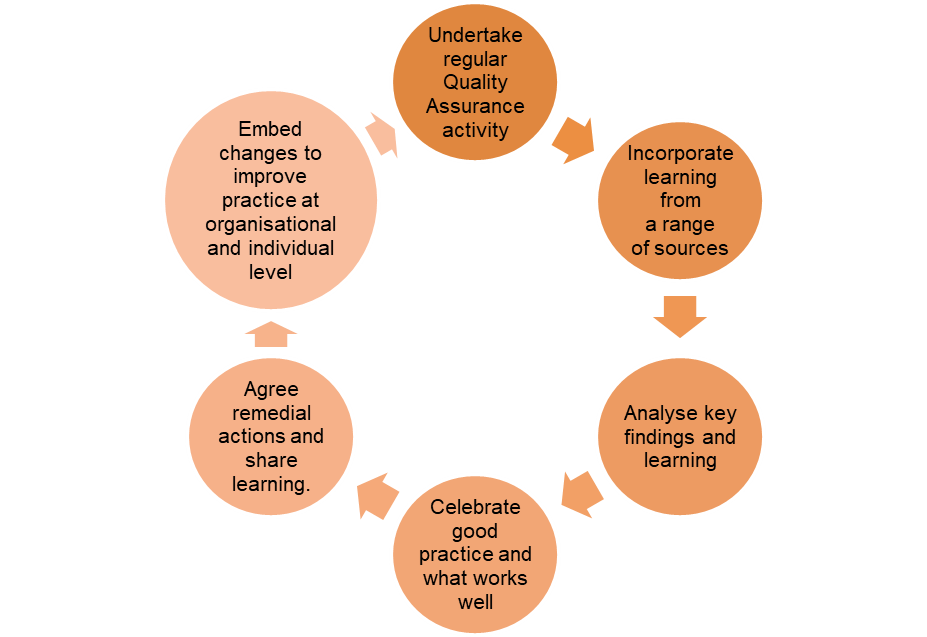 Undertake
regular
Quality
Assurance
activity
Incorporate
learning
from
a range
of sources
Analyse key
findings and
learning
Celebrate
good
practice and
what works
well
Agree
remedial
actions and
share
learning.
Embed
changes to
improve
practice at
organisational
and individual
level